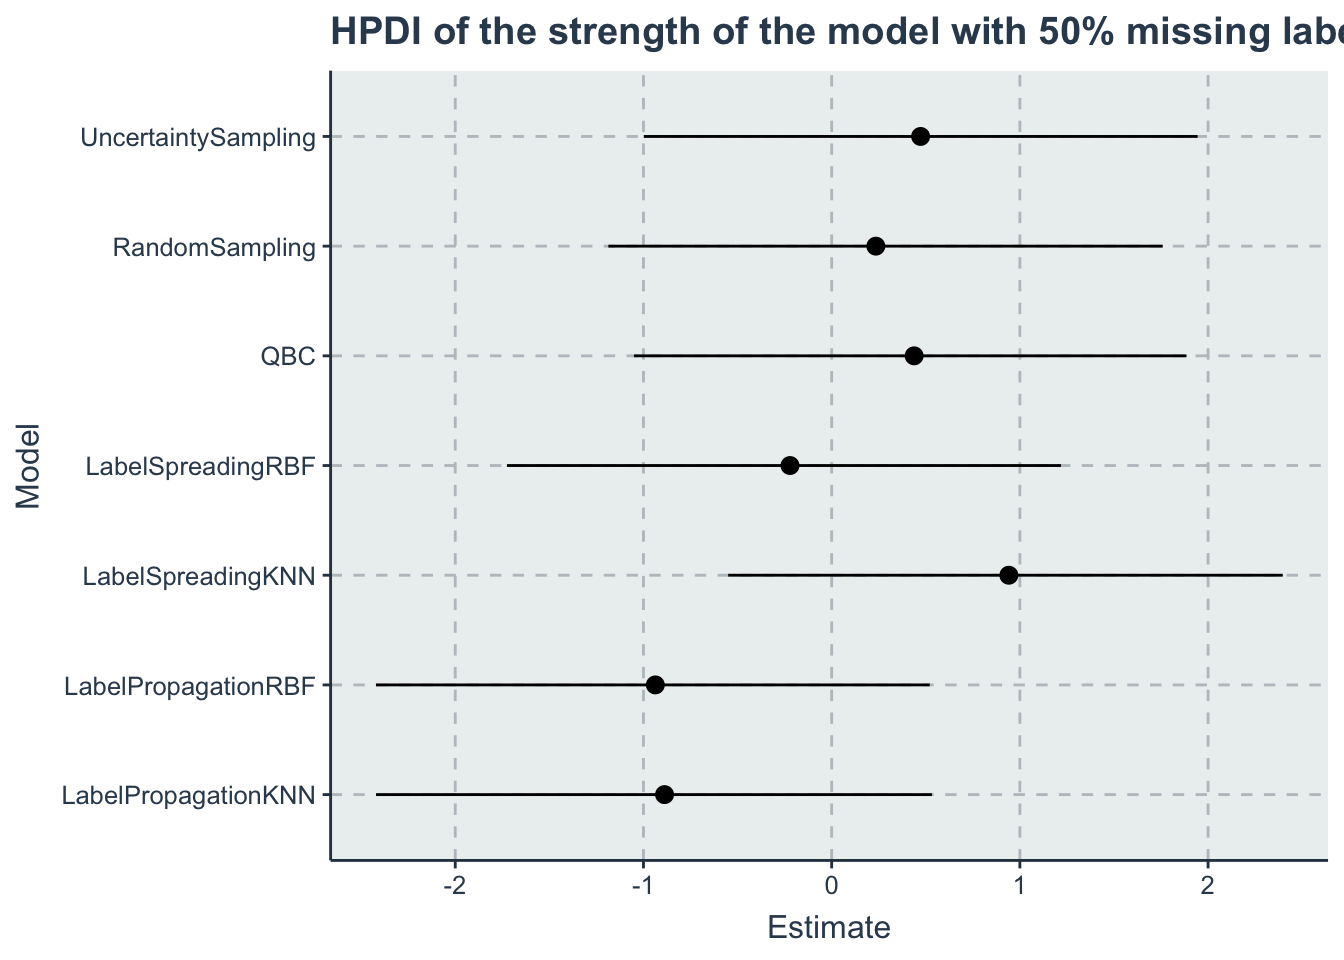 HPDI of the strength of the model with 50% missing labe
UncertaintySampling
RandomSampling
QBC
LabelSpreadingRBF
LabelSpreadingKNN
LabelPropagationRBF
LabelPropagationKNN
Model
-2 -1 0 1 2
Estimate